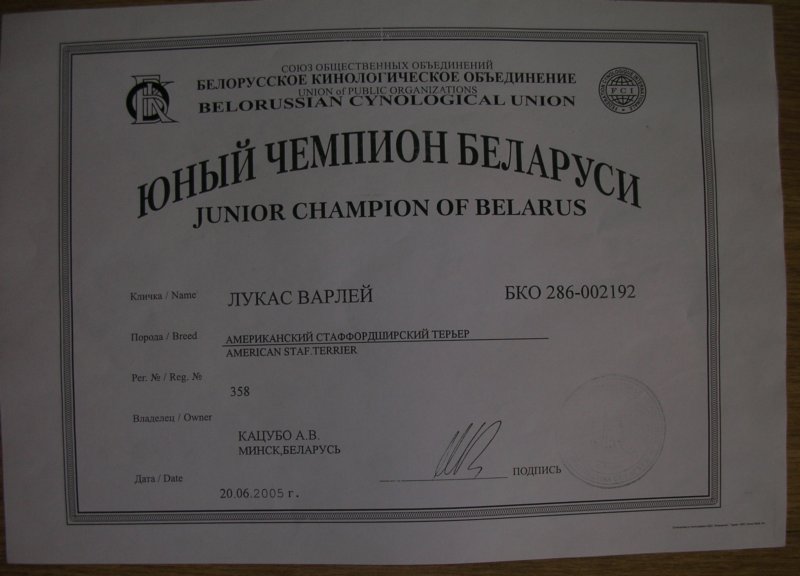 СОЮЗ ОБЩЕСТВЕННЫХ ОБЪЕДИНЕНИЙ
БЕЛОРУССКОЕ КИНОЛОГИЧЕСКОЕ ОБЪЕДИНЕНИЕ
UNION of PUBLIC ORGANIZATIONS
BELORUSSIAN CYNOLOGICAL UNION
FCI
ЮНЫЙ ЧЕМПИОН БЕЛАРУСИ
JUNIOR CHAMPION OF BELARUS
Кличка / Name ЛУКАС ВАРЛЕЙ БКО 286-002192
Порода / Breed АМЕРИКАНСКИЙ СТАФФОРДШИРСКИЙ ТЕРЬЕР
AMERICAN STAF.TERRIER
Рег. № / Reg. №
358
Владелец / Owner
КАЦУБО А.В.
МИНСК,БЕЛАРУСЬ
ПОДПИСЬ
Дата / Date
20.06.2005 г.